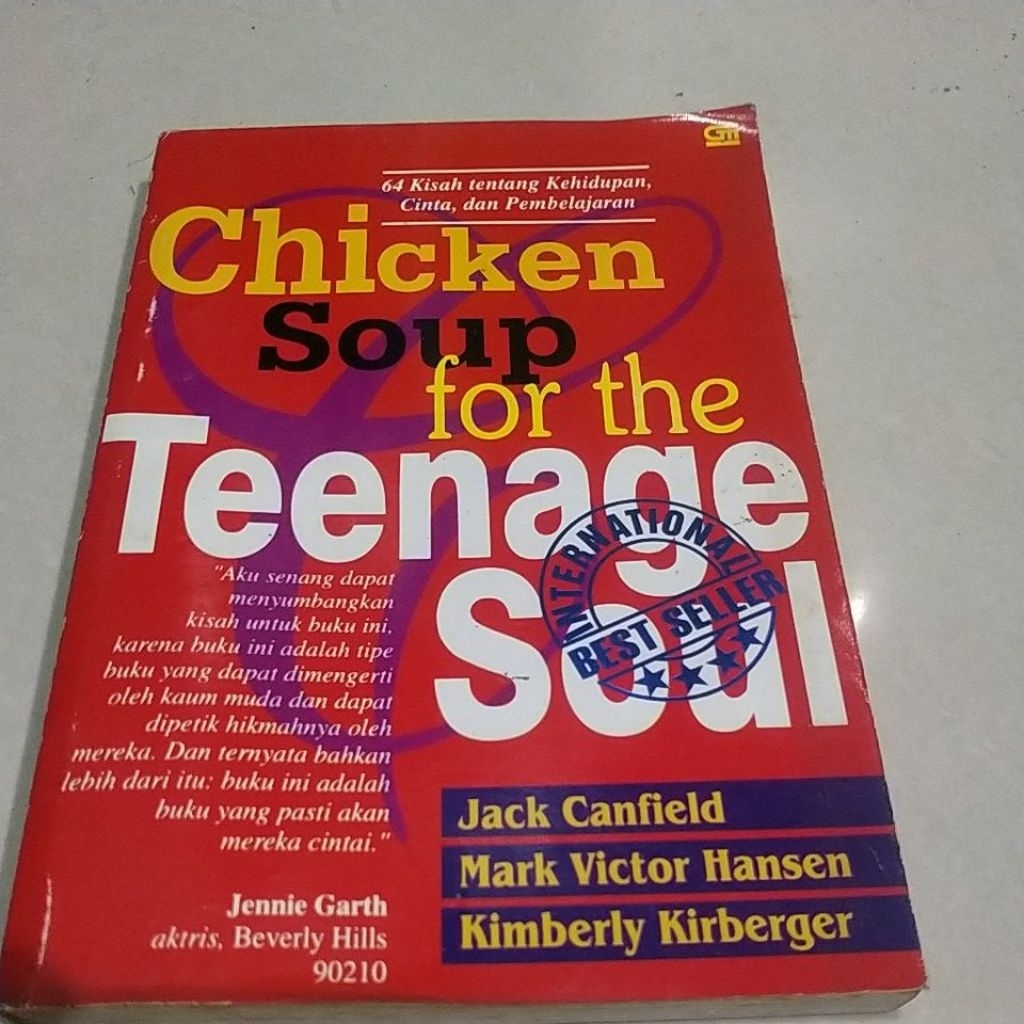 GM
64 Kisah tentang Kehidupan,
Cinta, dan Pembelajaran
Chicken
Soup
for the
Teenage
Soul
INTERNATIONAL
BEST SELLER
"Aku senang dapat
menyumbangkan
kisah untuk buku ini,
karena buku ini adalah tipe
buku yang dapat dimengerti
oleh kaum muda dan dapat
dipetik hikmahnya oleh
mereka. Dan ternyata bahkan
lebih dari itu: buku ini adalah
buku yang pasti akan
mereka cintai."
Jennie Garth
aktris, Beverly Hills
90210
Jack Canfield
Mark Victor Hansen
Kimberly Kirberger